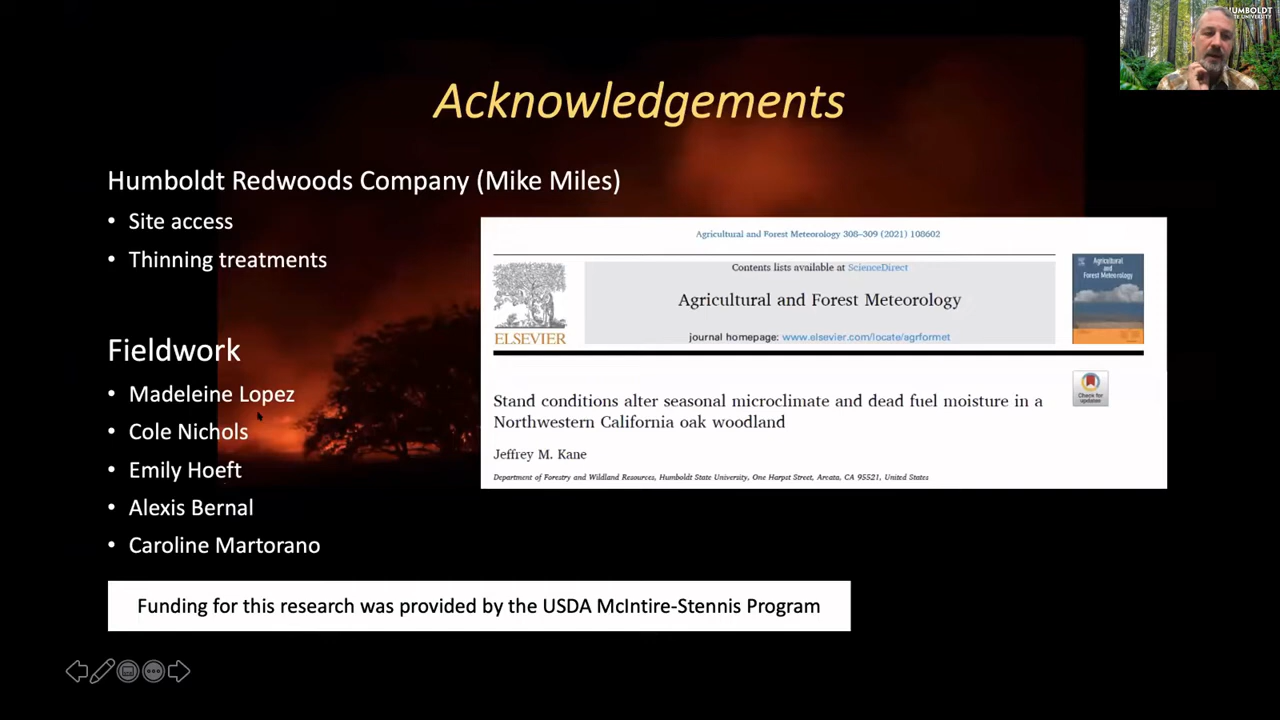 HUMBOLDT
UNIVERSITY
Acknowledgements
Humboldt Redwoods Company (Mike Miles)
• Site access
• Thinning treatments
Fieldwork
• Madeleine Lopez
• Cole Nichols
• Emily Hoeft
• Alexis Bernal
• Caroline Martorano
Agricultural and Forest Meteorology 308–309 (2021) 108602
Contents lists available at ScienceDirect
Agricultural and Forest Meteorology
journal homepage: www.elsevier.com/locate/agrformet
ELSEVIER
Agricultural
and
Forest Meteorology
Check for
updates
Stand conditions alter seasonal microclimate and dead fuel moisture in a
Northwestern California oak woodland
Jeffrey M. Kane
Department of Forestry and Wildland Resources, Humboldt State University, One Harpst Street, Arcata, CA 95521, United States
Funding for this research was provided by the USDA McIntire-Stennis Program